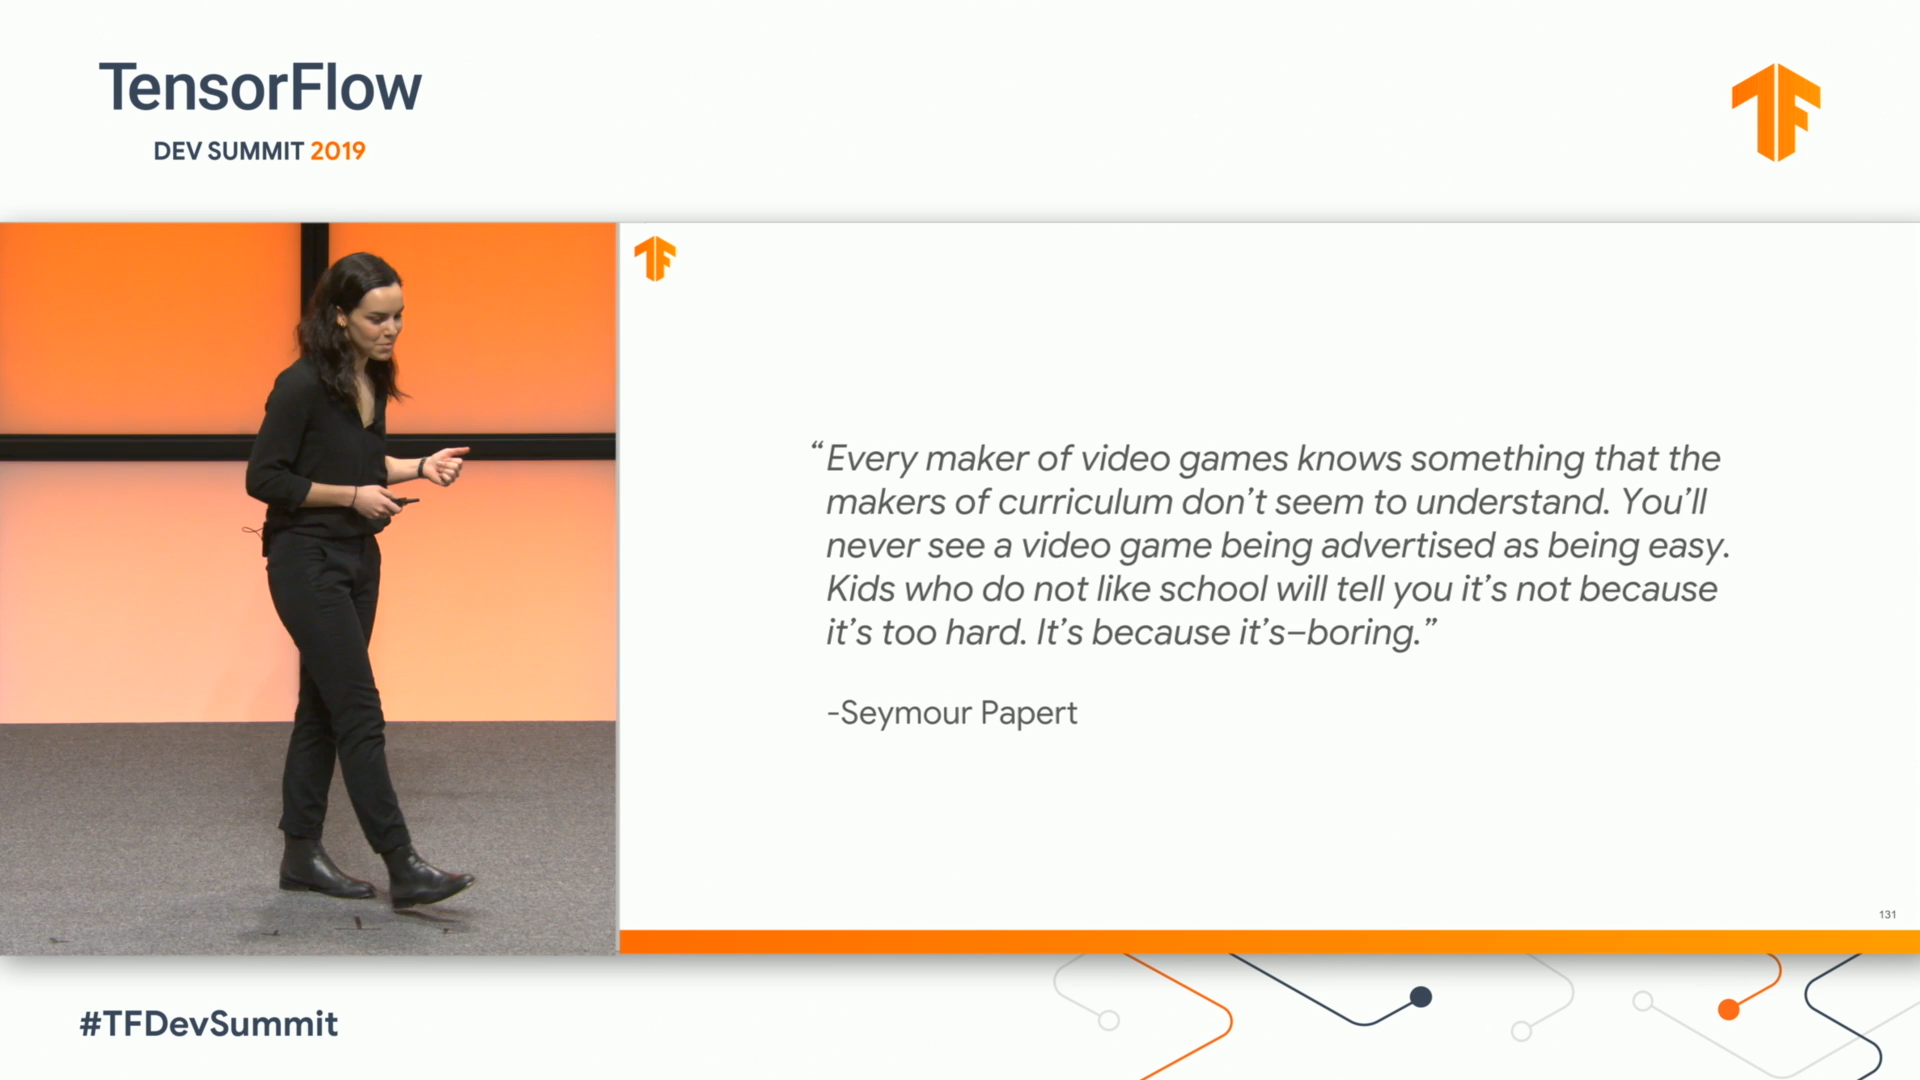 TensorFlow
DEV SUMMIT 2019
“Every maker of video games knows something that the
makers of curriculum don’t seem to understand. You’ll
never see a video game being advertised as being easy.
Kids who do not like school will tell you it’s not because
it’s too hard. It’s because it’s–boring.”
-Seymour Papert
131
#TFDevSummit